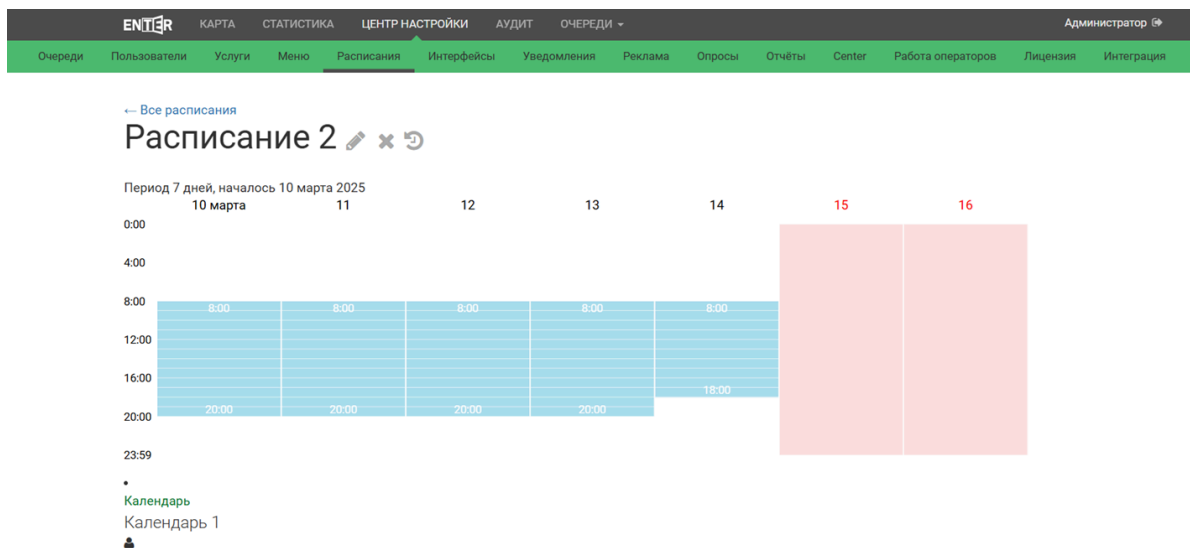 ENTER КАРТА СТАТИСТИКА ЦЕНТР НАСТРОЙКИ АУДИТ ОЧЕРЕДИ Администратор
Очереди Пользователи Услуги Меню Расписания Интерфейсы Уведомления Реклама Опросы Отчёты Center Работа операторов Лицензия Интеграция
← Все расписания
Расписание 2
Период 7 дней, началось 10 марта 2025
10 марта 11 12 13 14 15 16
0:00
4:00
8:00 8:00 8:00 8:00 8:00 8:00
12:00
16:00
18:00
20:00 20:00 20:00 20:00
20:00
23:59
Календарь
Календарь 1